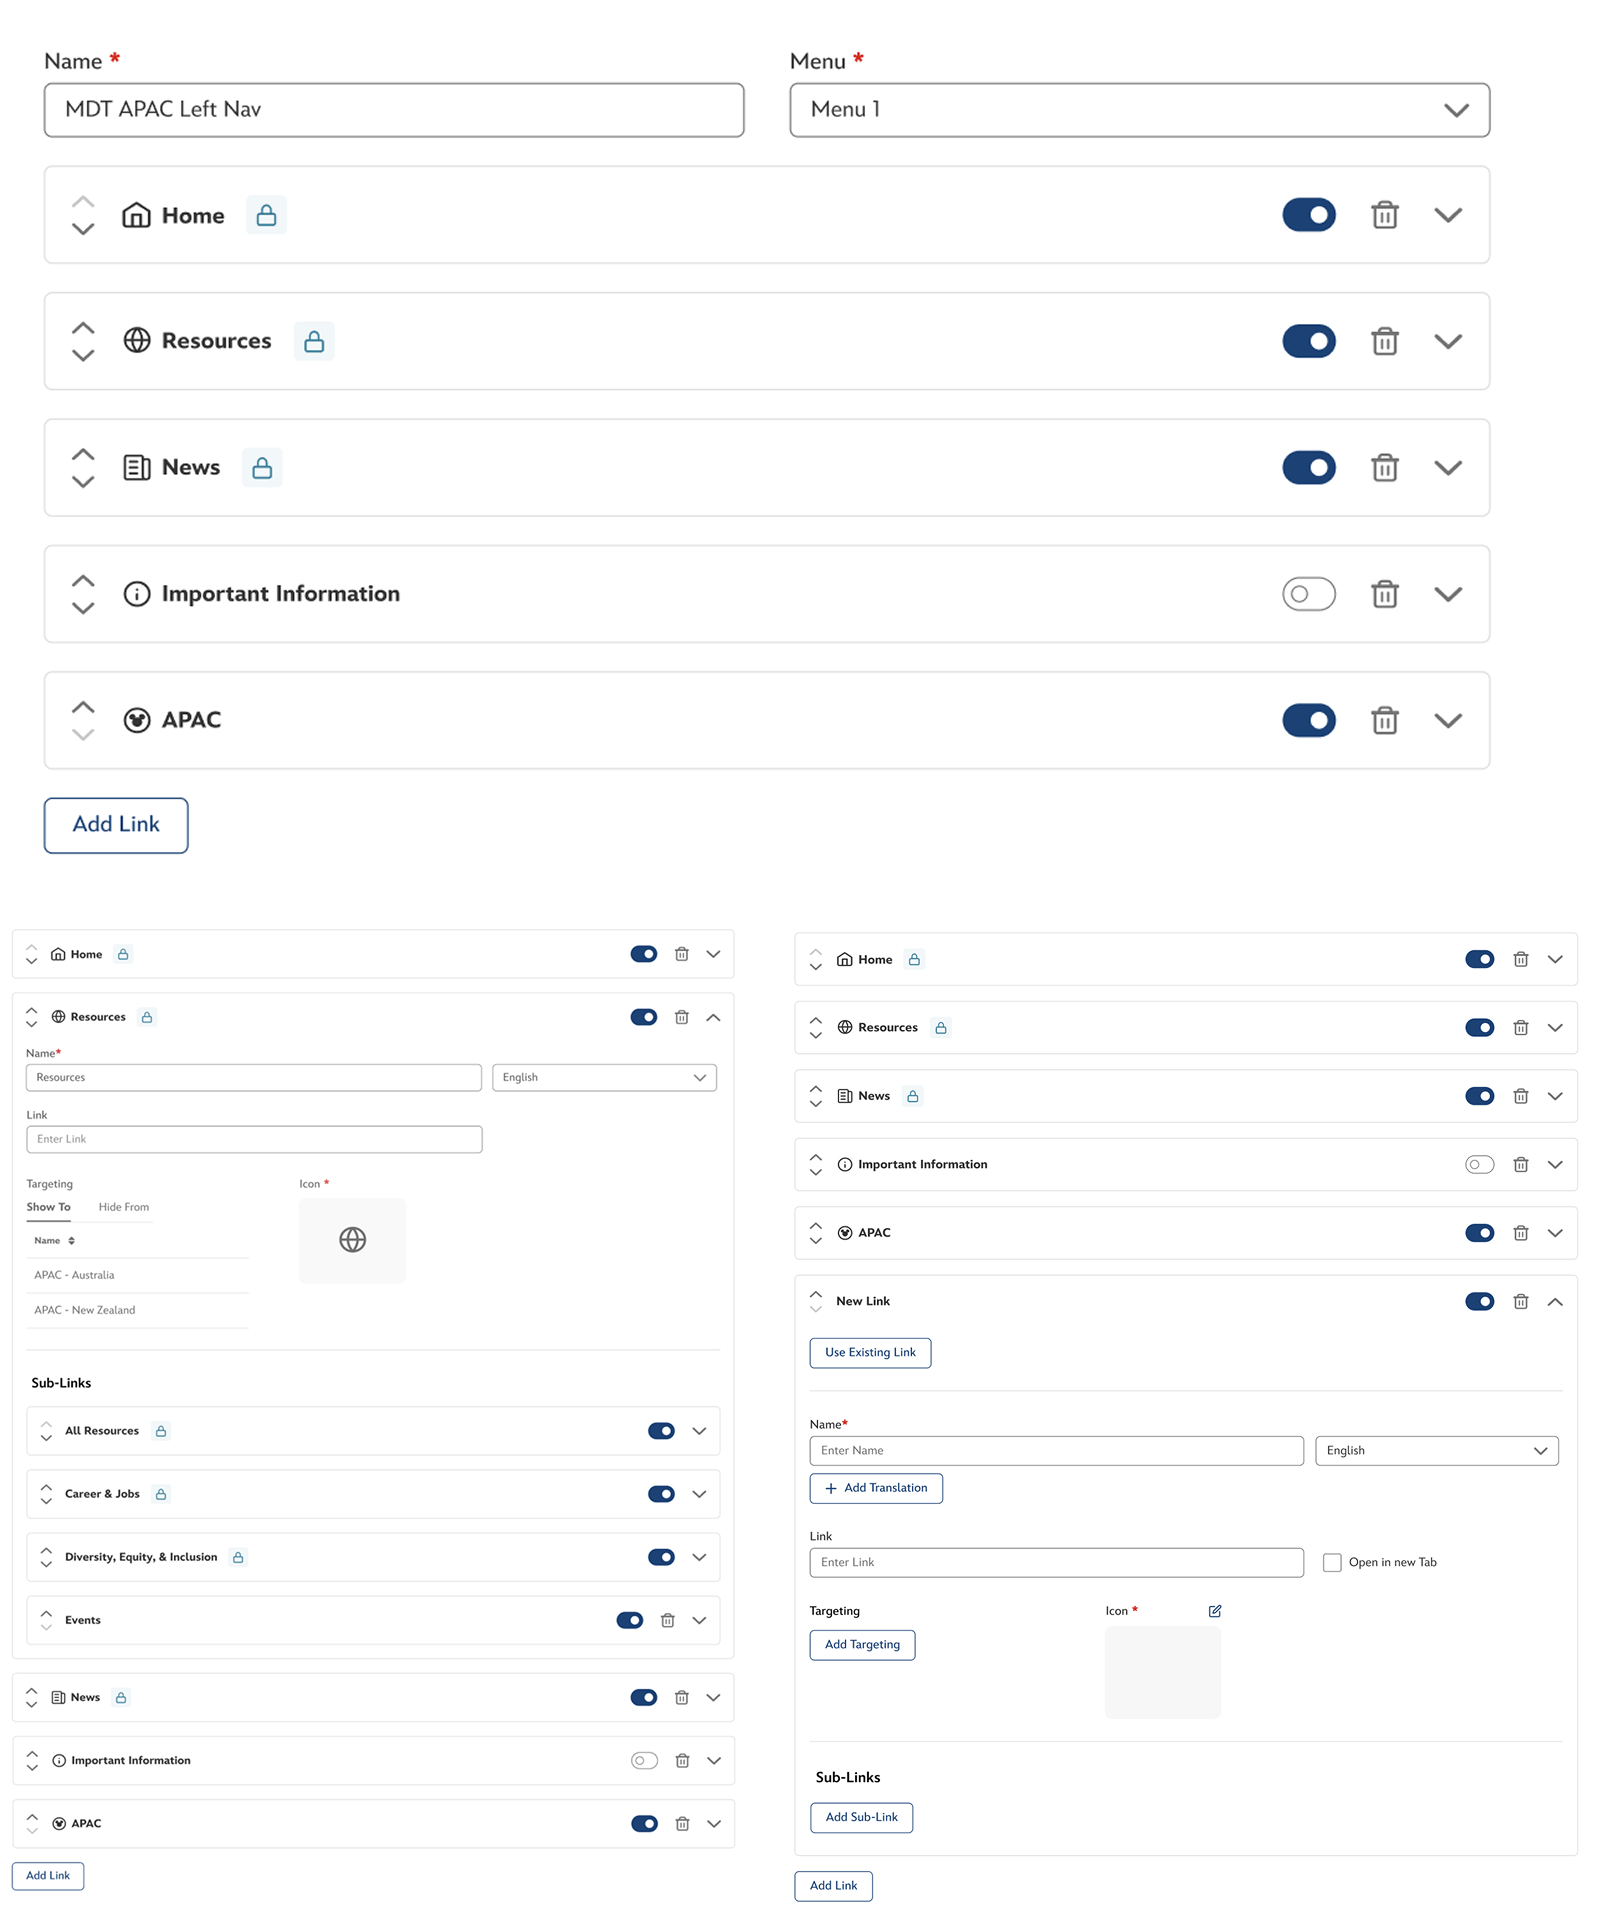 Name * Menu *
MDT APAC Left Nav Menu 1
Home
Resources
News
Important Information
APAC
Add Link
Home
Resources
Name*
Resources English
Link
Enter Link
Targeting Icon *
Show To Hide From
Name
APAC - Australia
APAC - New Zealand
Sub-Links
All Resources
Career & Jobs
Diversity, Equity, & Inclusion
Events
News
Important Information
APAC
Add Link
Home
Resources
News
Important Information
APAC
New Link
Use Existing Link
Name*
Enter Name English
+ Add Translation
Link
Enter Link Open in new Tab
Targeting Icon *
Add Targeting
Sub-Links
Add Sub-Link
Add Link